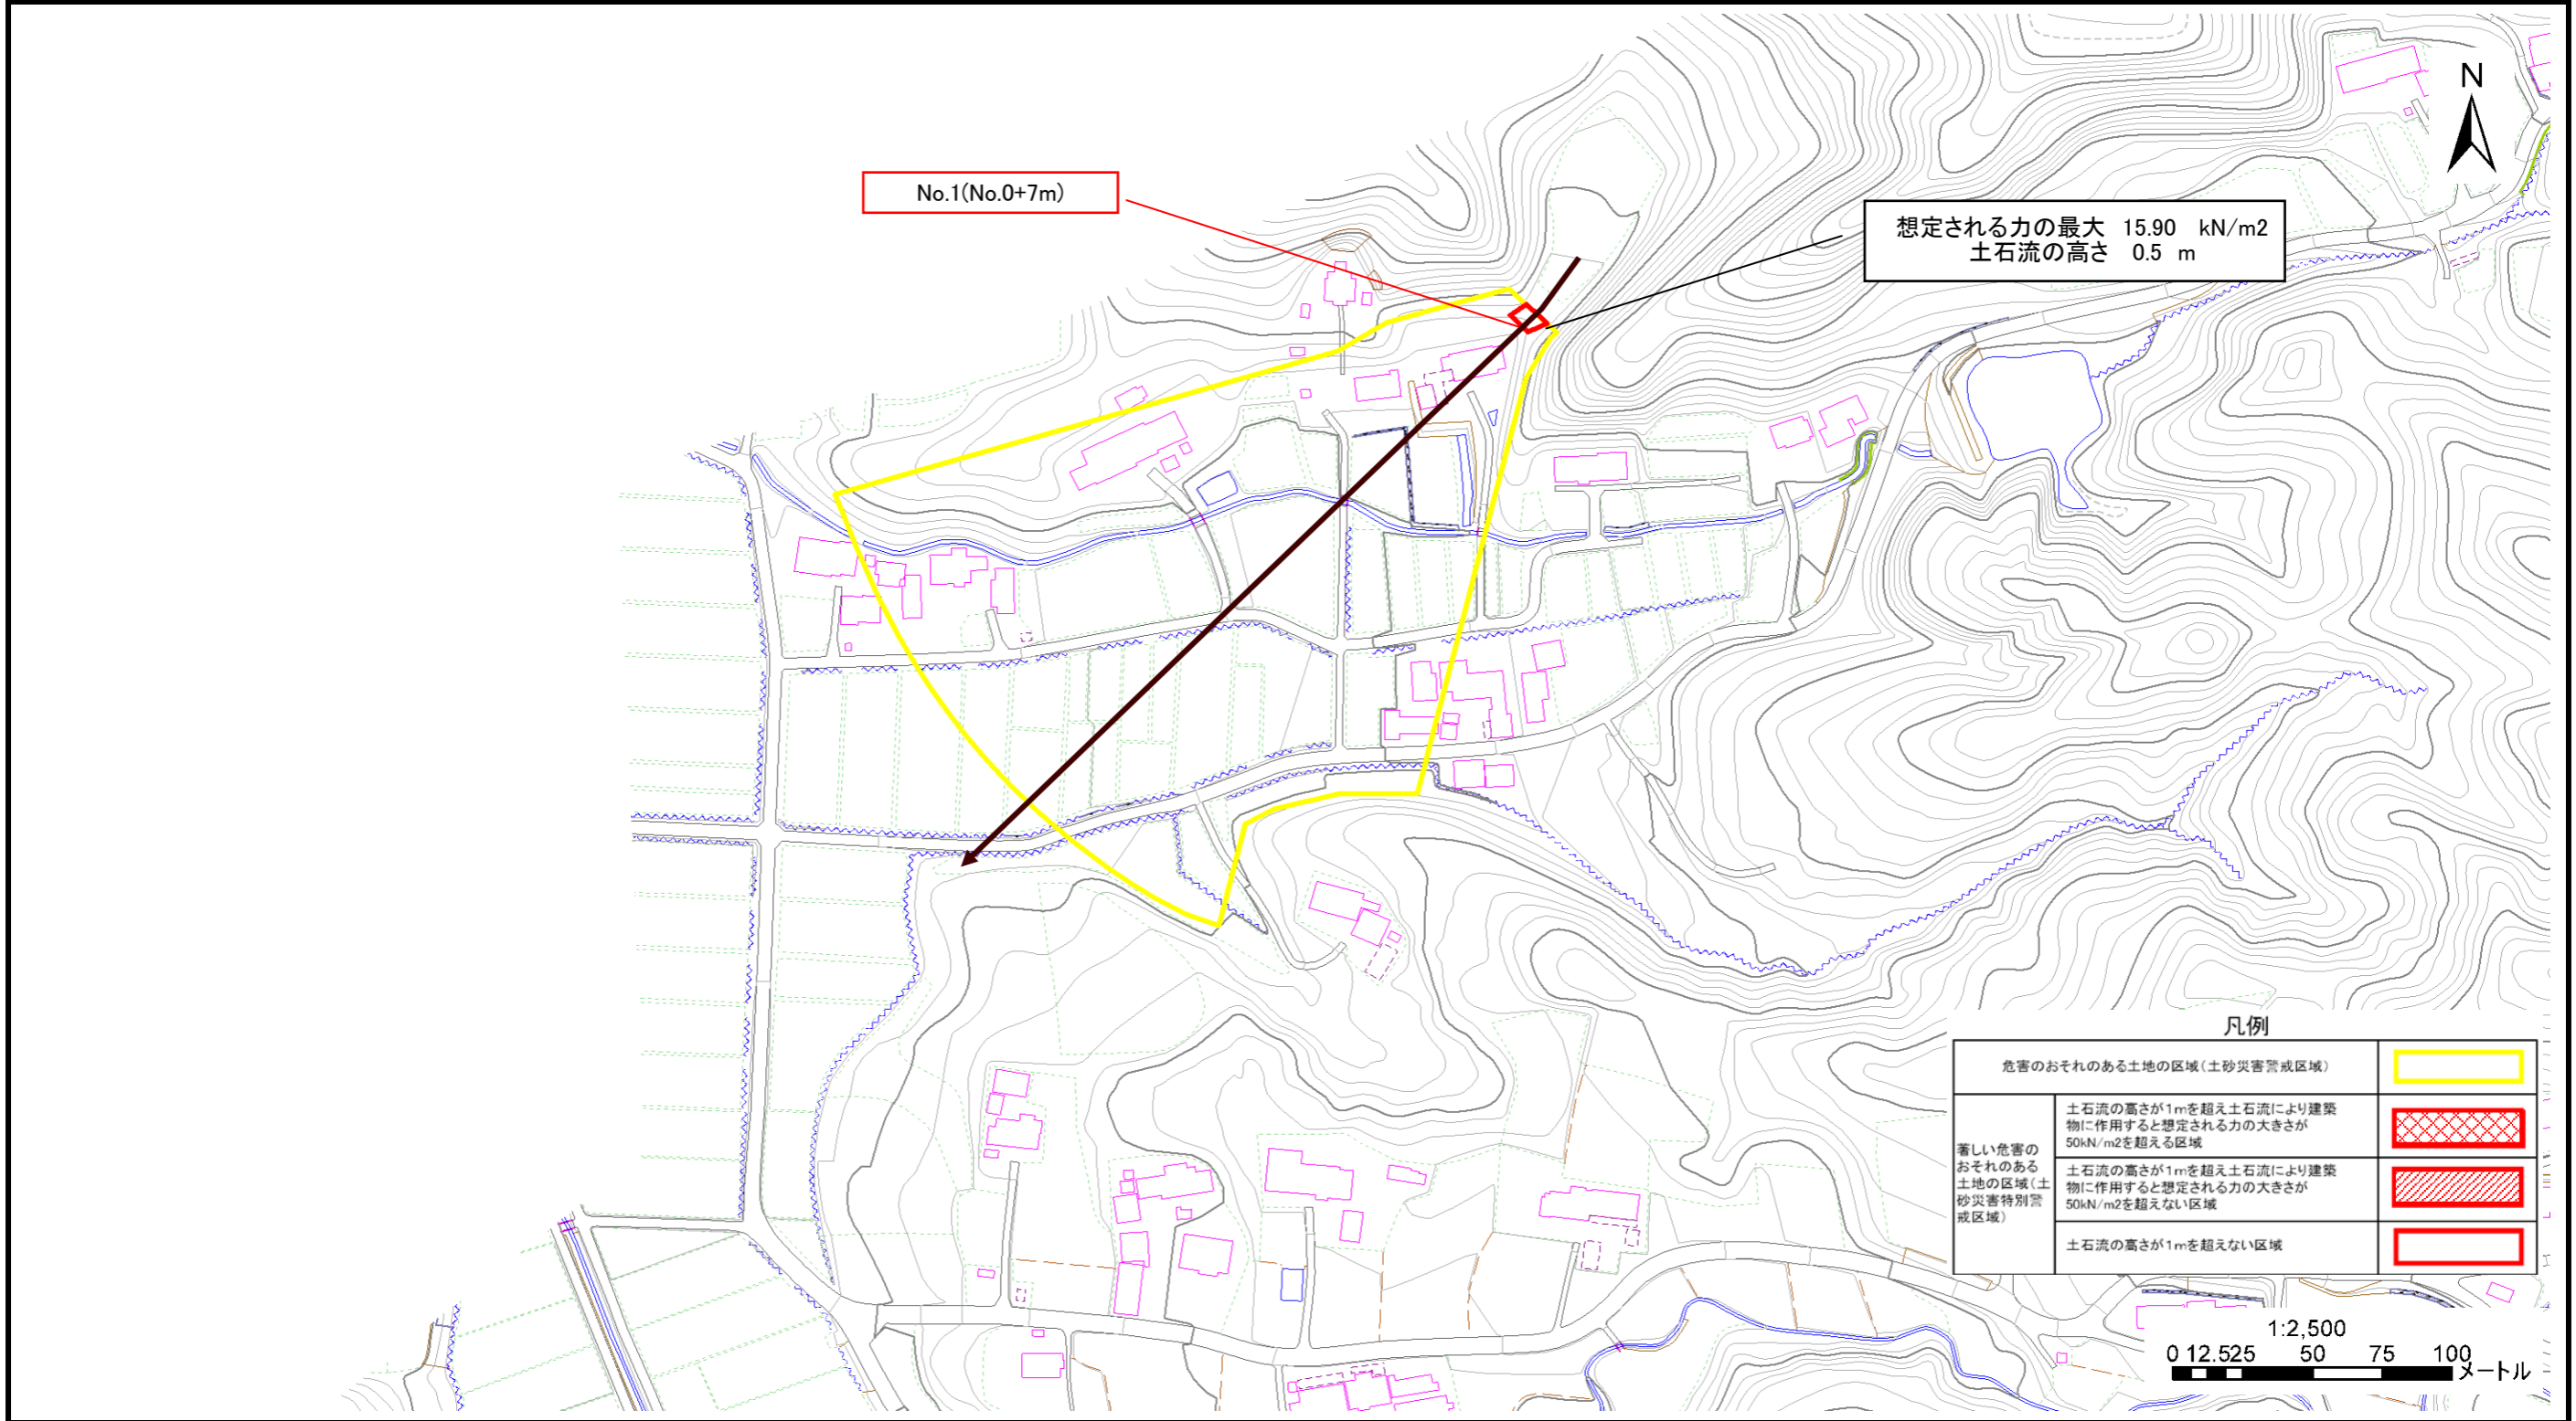 N
No.1(No.0+7m)
想定される力の最大 15.90 kN/m2
土石流の高さ 0.5 m
凡例
危害のおそれのある土地の区域(土砂災害警戒区域)
著しい危害の
おそれのある
土地の区域(土
砂災害特別警
戒区域)
土石流の高さが1mを超え土石流により建築
物に作用すると想定される力の大きさが
50kN/m2を超える区域
土石流の高さが1mを超え土石流により建築
物に作用すると想定される力の大きさが
50kN/m2を超えない区域
土石流の高さが1mを超えない区域
1:2,500
0 12.525 50 75 100
メートル